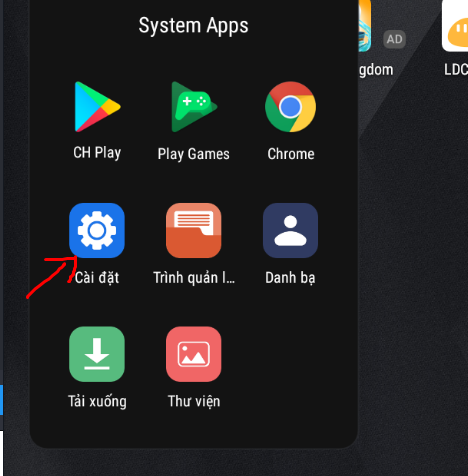 System Apps
AD
gdom
LDC
CH Play
Play Games
Chrome
Cài đặt
Trình quản l...
Danh bạ
Tải xuống
Thư viện